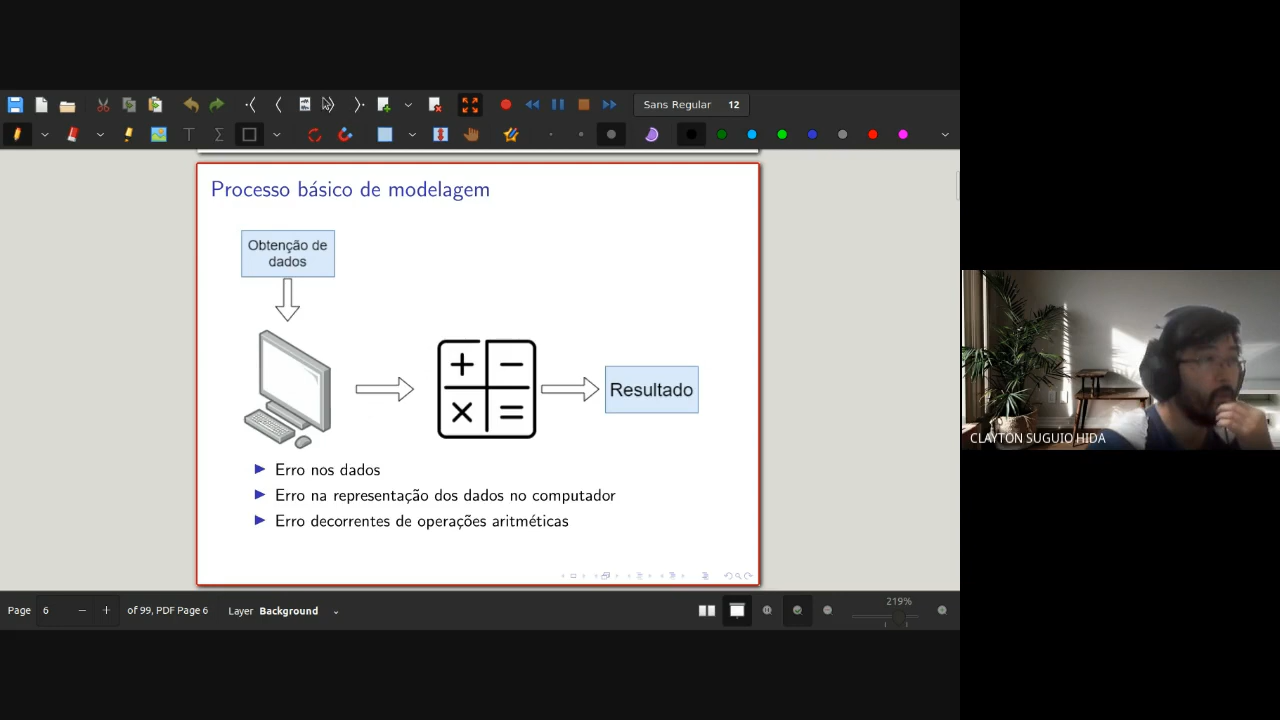 Sans Regular 12
Processo básico de modelagem
Obtenção de
dados
Resultado
Erro nos dados
Erro na representação dos dados no computador
Erro decorrentes de operações aritméticas
CLAYTON SUGUIO HIDA
Page 6 of 99, PDF Page 6 Layer Background 219%